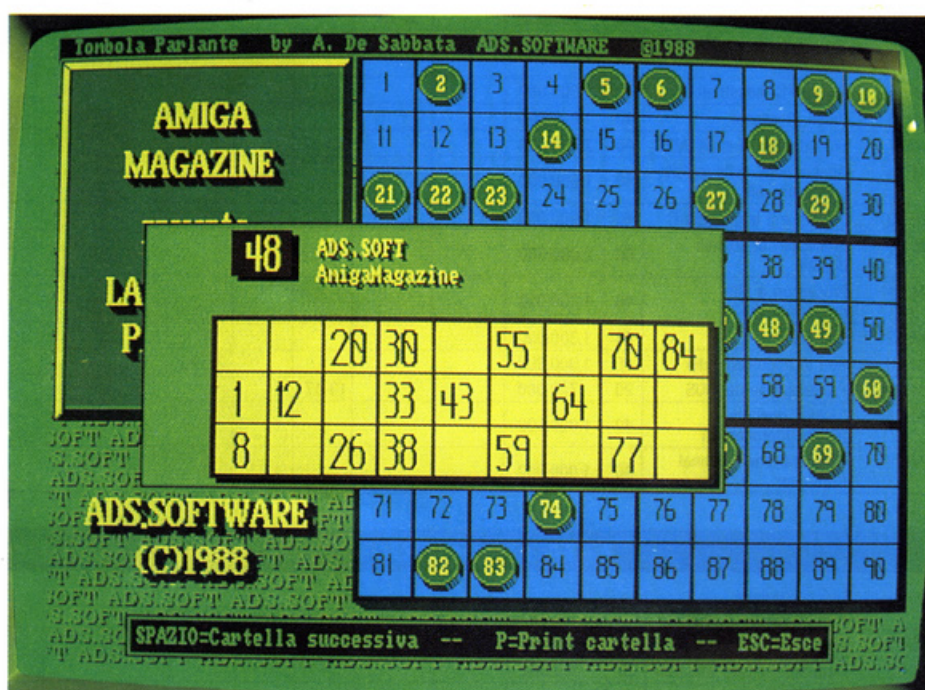 Tombola Parlante by A. De Sabbata ADS.SOFTWARE ©1988
AMIGA
MAGAZINE
LA
P
1 2 3 4 5 6 7 8 9 10
11 12 13 14 15 16 17 18 19 20
21 22 23 24 25 26 27 28 29 30
38 39 40
48 49 50
58 59 60
68 69 70
71 72 73 74 75 76 77 78 79 80
81 82 83 84 85 86 87 88 89 90
48 ADS.SOFT
AmigaMagazine
20 30 55 70 84
1 12 33 43 64
8 26 38 59 77
ADS.SOFTWARE
(C)1988
SPAZIO=Cartella successiva -- P=Print cartella -- ESC=Esce